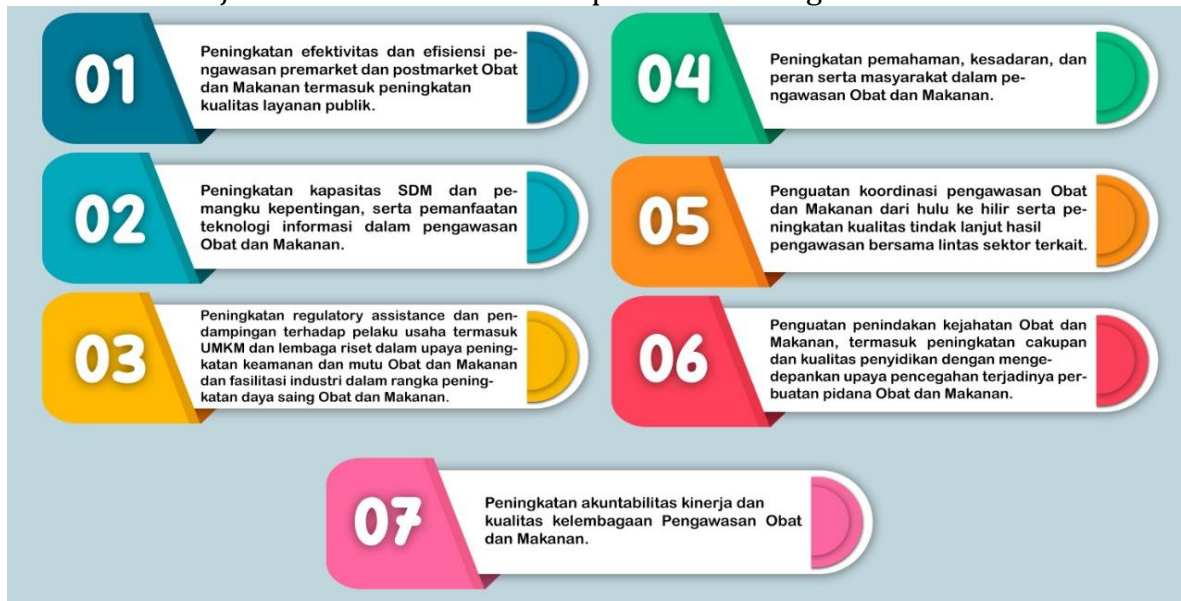 01
Peningkatan efektivitas dan efisiensi pe-
ngawasan premarket dan postmarket Obat
dan Makanan termasuk peningkatan
kualitas layanan publik.
02
Peningkatan kapasitas SDM dan pe-
mangku kepentingan, serta pemanfaatan
teknologi informasi dalam pengawasan
Obat dan Makanan.
03
Peningkatan regulatory assistance dan pen-
dampingan terhadap pelaku usaha termasuk
UMKM dan lembaga riset dalam upaya pening-
katan keamanan dan mutu Obat dan Makanan
dan fasilitasi industri dalam rangka pening-
katan daya saing Obat dan Makanan.
04
Peningkatan pemahaman, kesadaran, dan
peran serta masyarakat dalam pe-
ngawasan Obat dan Makanan.
05
Penguatan koordinasi pengawasan Obat
dan Makanan dari hulu ke hilir serta pe-
ningkatan kualitas tindak lanjut hasil
pengawasan bersama lintas sektor terkait.
06
Penguatan penindakan kejahatan Obat dan
Makanan, termasuk peningkatan cakupan
dan kualitas penyidikan dengan menge-
depankan upaya pencegahan terjadinya per-
buatan pidana Obat dan Makanan.
07
Peningkatan akuntabilitas kinerja dan
kualitas kelembagaan Pengawasan Obat
dan Makanan.